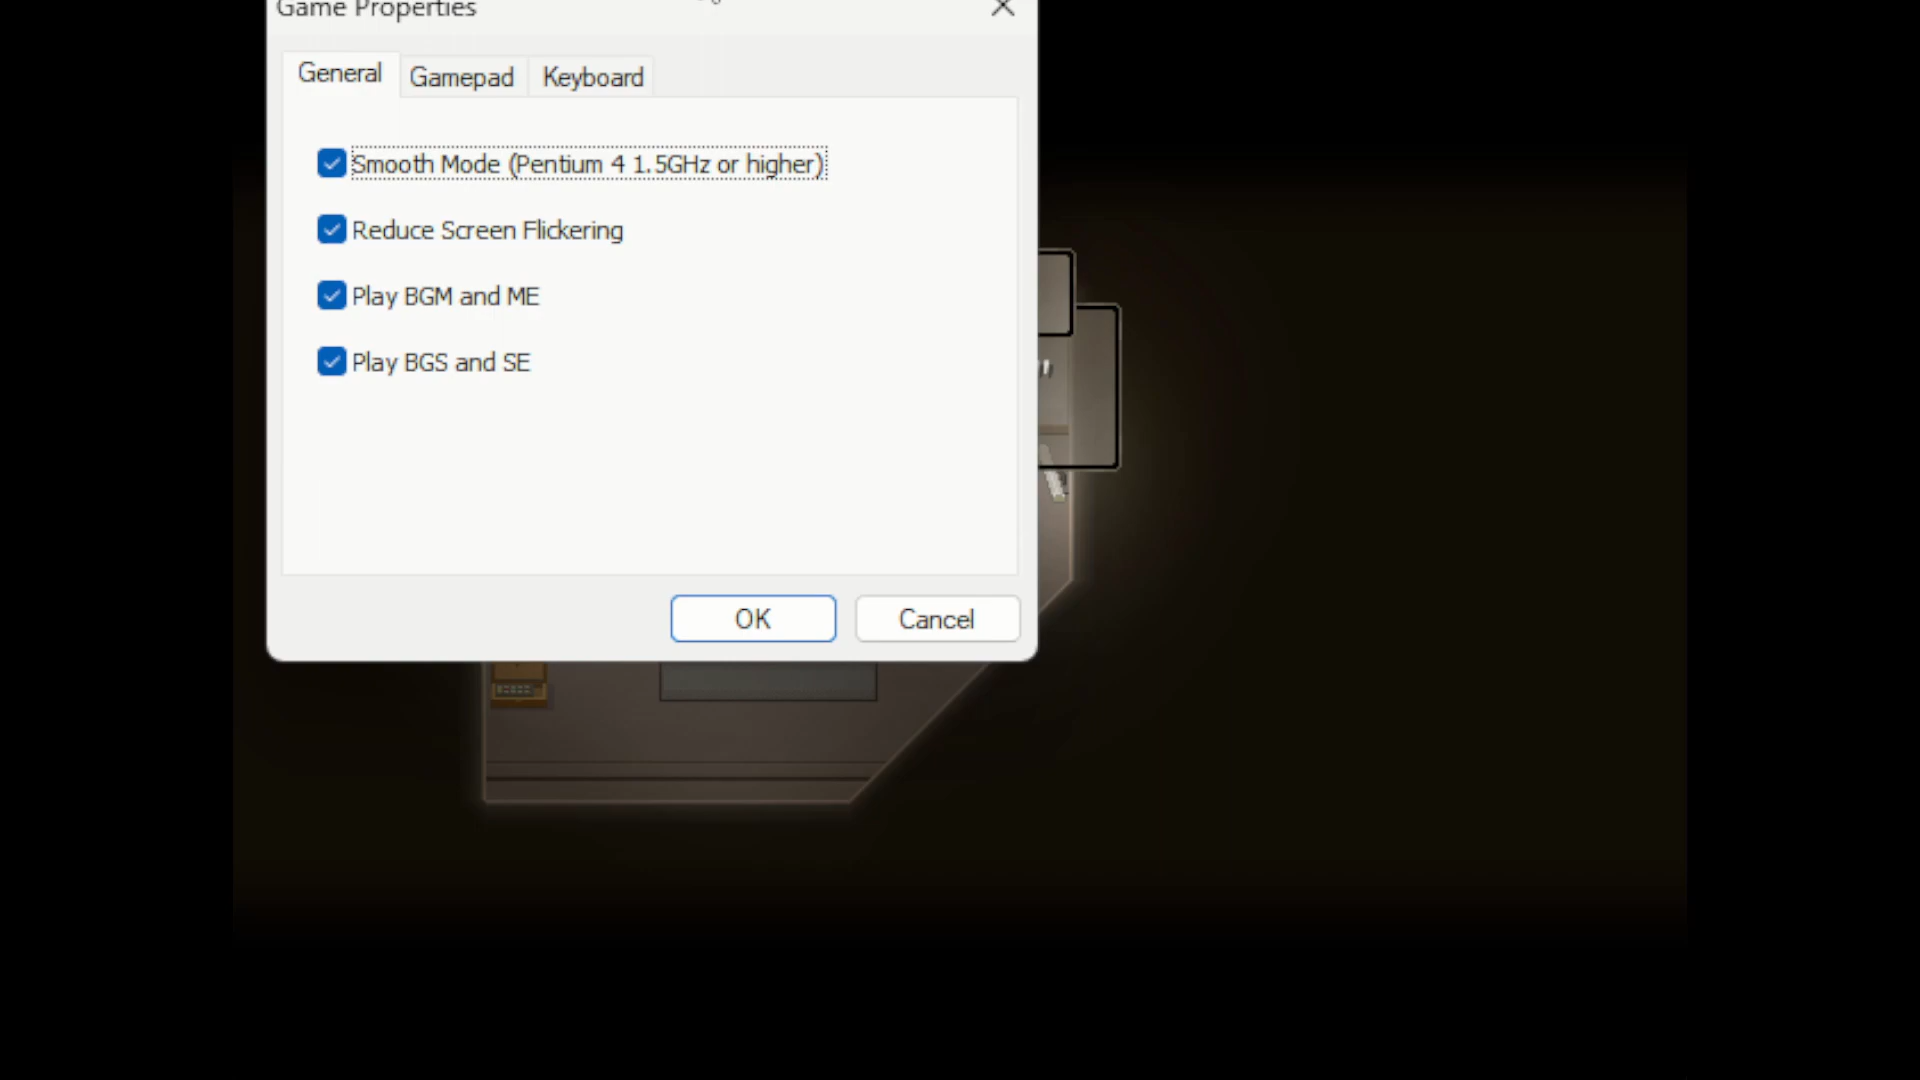 Game Properties
General
Gamepad
Keyboard
Smooth Mode (Pentium 4 1.5GHz or higher)
Reduce Screen Flickering
Play BGM and ME
Play BGS and SE
OK
Cancel